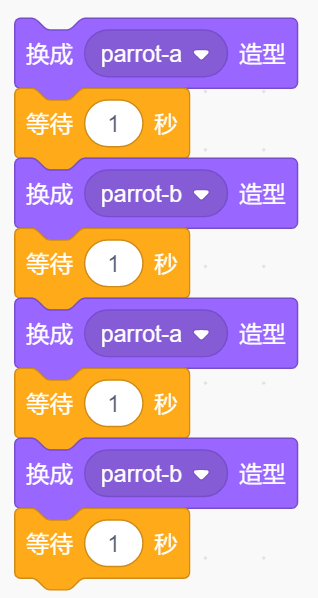 换成 parrot-a 造型
等待 1 秒
换成 parrot-b 造型
等待 1 秒
换成 parrot-a 造型
等待 1 秒
换成 parrot-b 造型
等待 1 秒